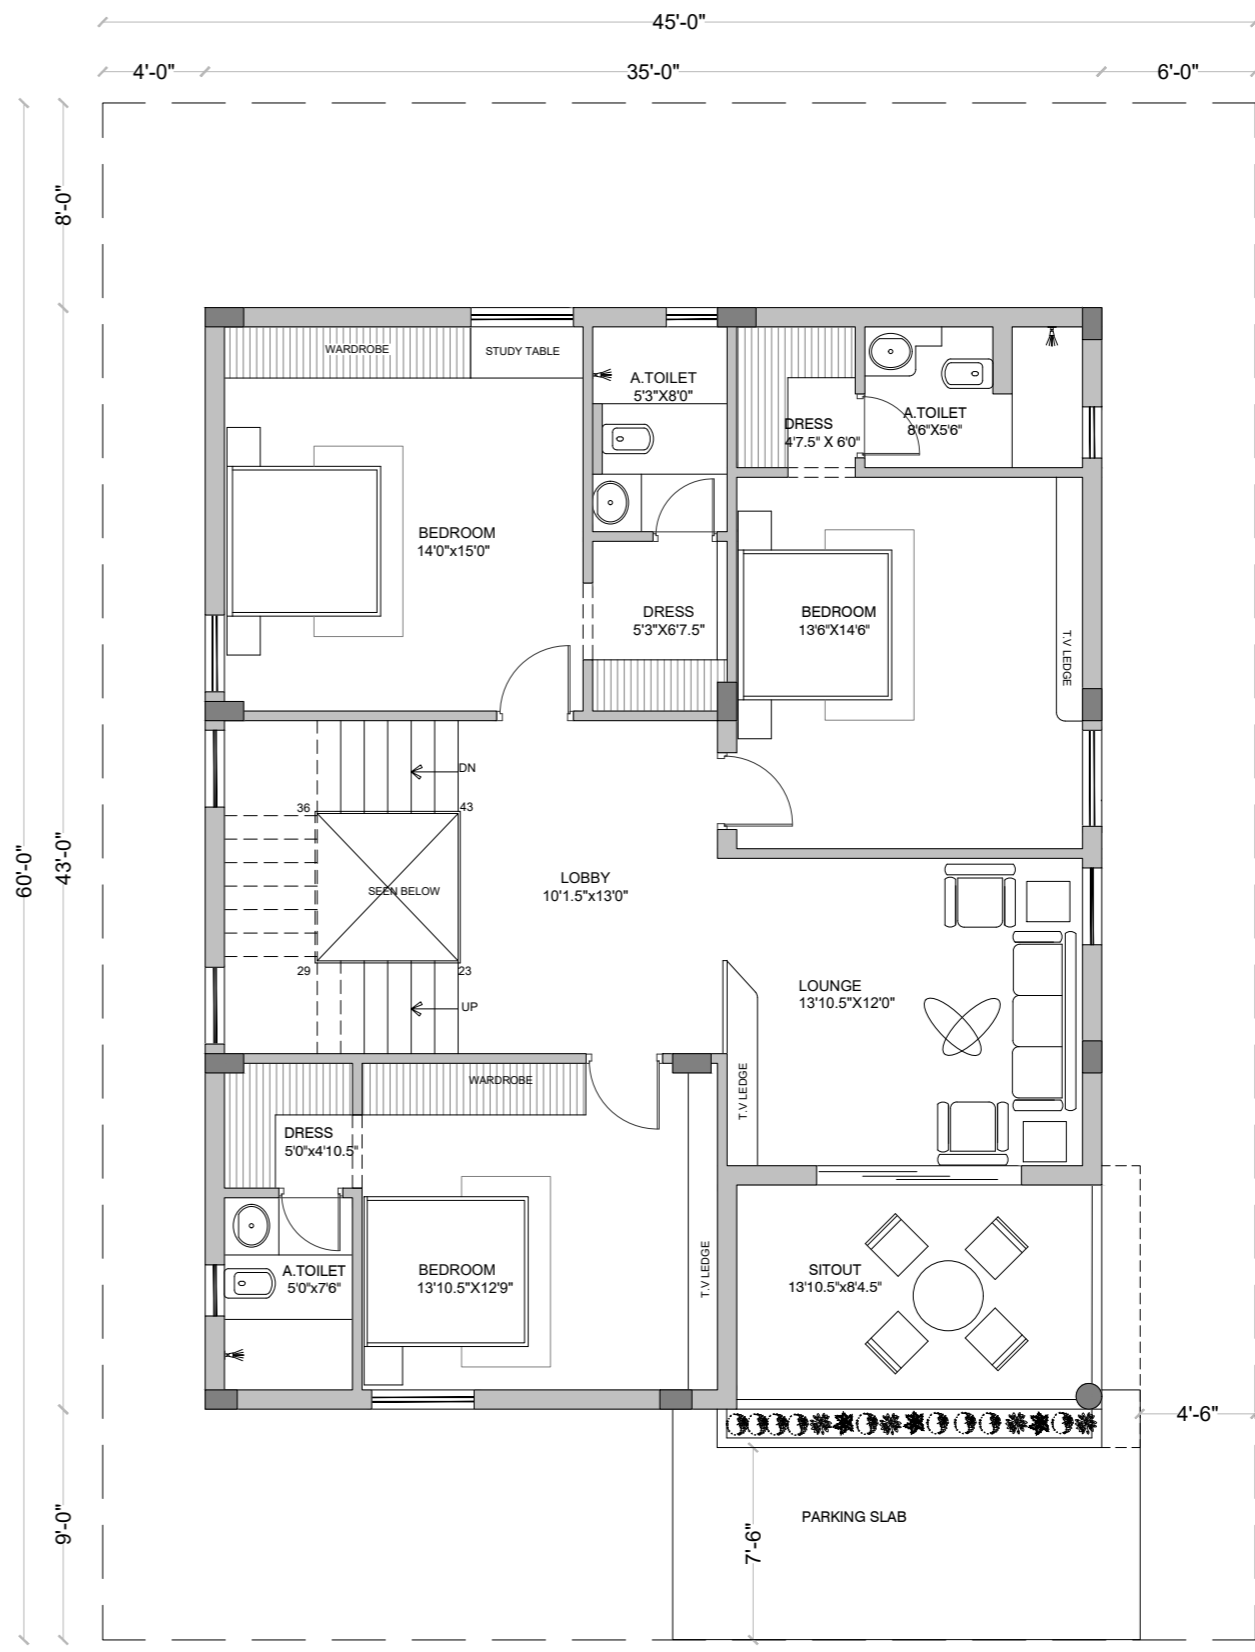 45'-0"
4'-0"
35'-0"
6'-0"
8'-0"
60'-0"
43'-0"
9'-0"
WARDROBE
STUDY TABLE
A.TOILET
5'3"X8'0"
DRESS
4'7.5" X 6'0"
A.TOILET
8'6"X5'6"
BEDROOM
14'0"x15'0"
DRESS
5'3"X6'7.5"
BEDROOM
13'6"X14'6"
T.V LEDGE
DN
36
43
SEEN BELOW
LOBBY
10'1.5"x13'0"
29
23
UP
LOUNGE
13'10.5"X12'0"
T.V LEDGE
WARDROBE
DRESS
5'0"x4'10.5"
A.TOILET
5'0"x7'6"
BEDROOM
13'10.5"X12'9"
T.V LEDGE
SITOUT
13'10.5"x8'4.5"
4'-6"
PARKING SLAB
7'-6"